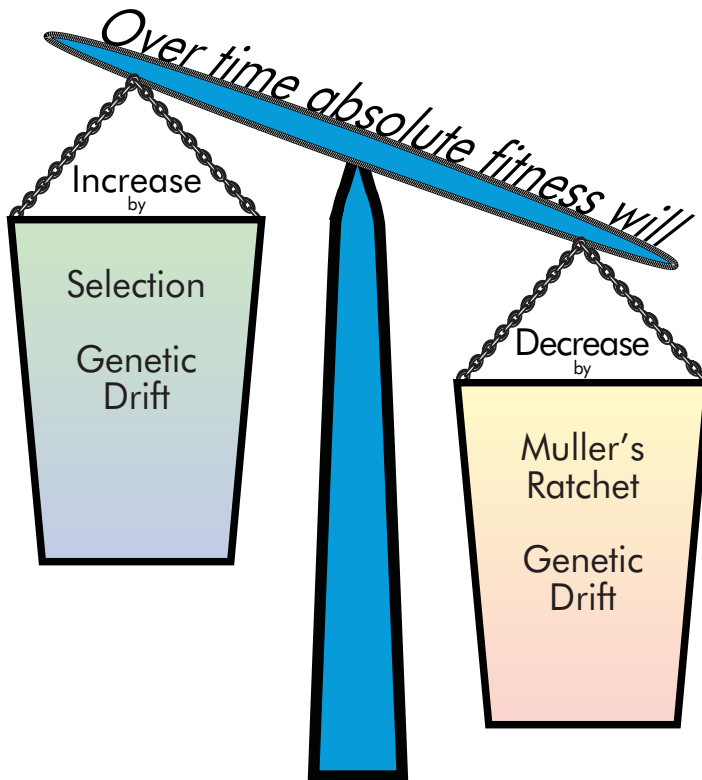 Over time absolute fitness will
Increase
by
Selection
Genetic
Drift
Decrease
by
Muller’s
Ratchet
Genetic
Drift